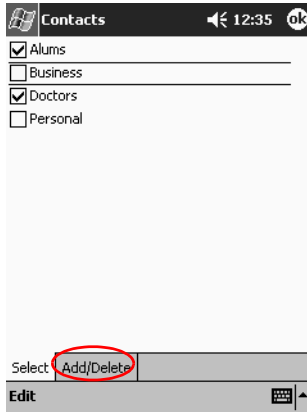 Contacts 12:35 ok
Alums
Business
Doctors
Personal
Select Add/Delete
Edit